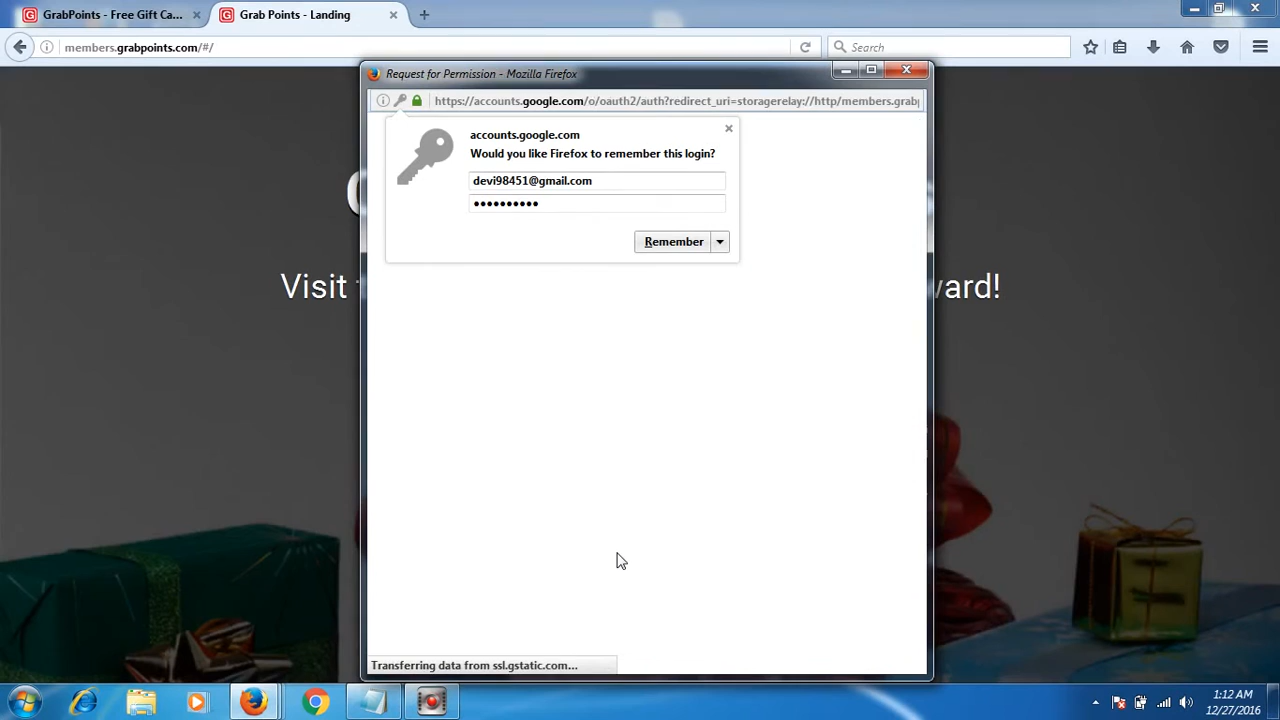 GrabPoints - Free Gift Ca...
Grab Points - Landing
members.grabpoints.com/#/
Search
Request for Permission - Mozilla Firefox
https://accounts.google.com/o/oauth2/auth?redirect_uri=storagerelay://http/members.grabp
accounts.google.com
Would you like Firefox to remember this login?
devi98451@gmail.com
••••••••••
Remember
Visit
ward!
Transferring data from ssl.gstatic.com...
1:12 AM
12/27/2016